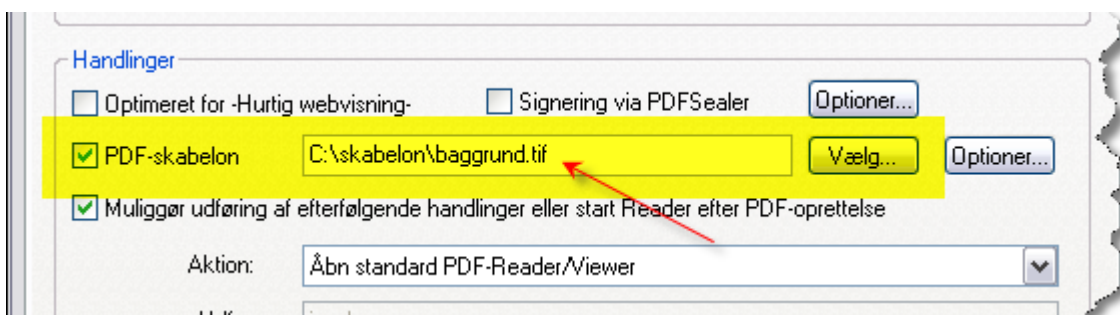 Handlinger
Optimeret for -Hurtig webvisning- Signering via PDFSealer Optioner...
PDF-skabelon C:\skabelon\baggrund.tif Vælg... Optioner...
Muliggør udføring af efterfølgende handlinger eller start Reader efter PDF-oprettelse
Aktion: Åbn standard PDF-Reader/Viewer